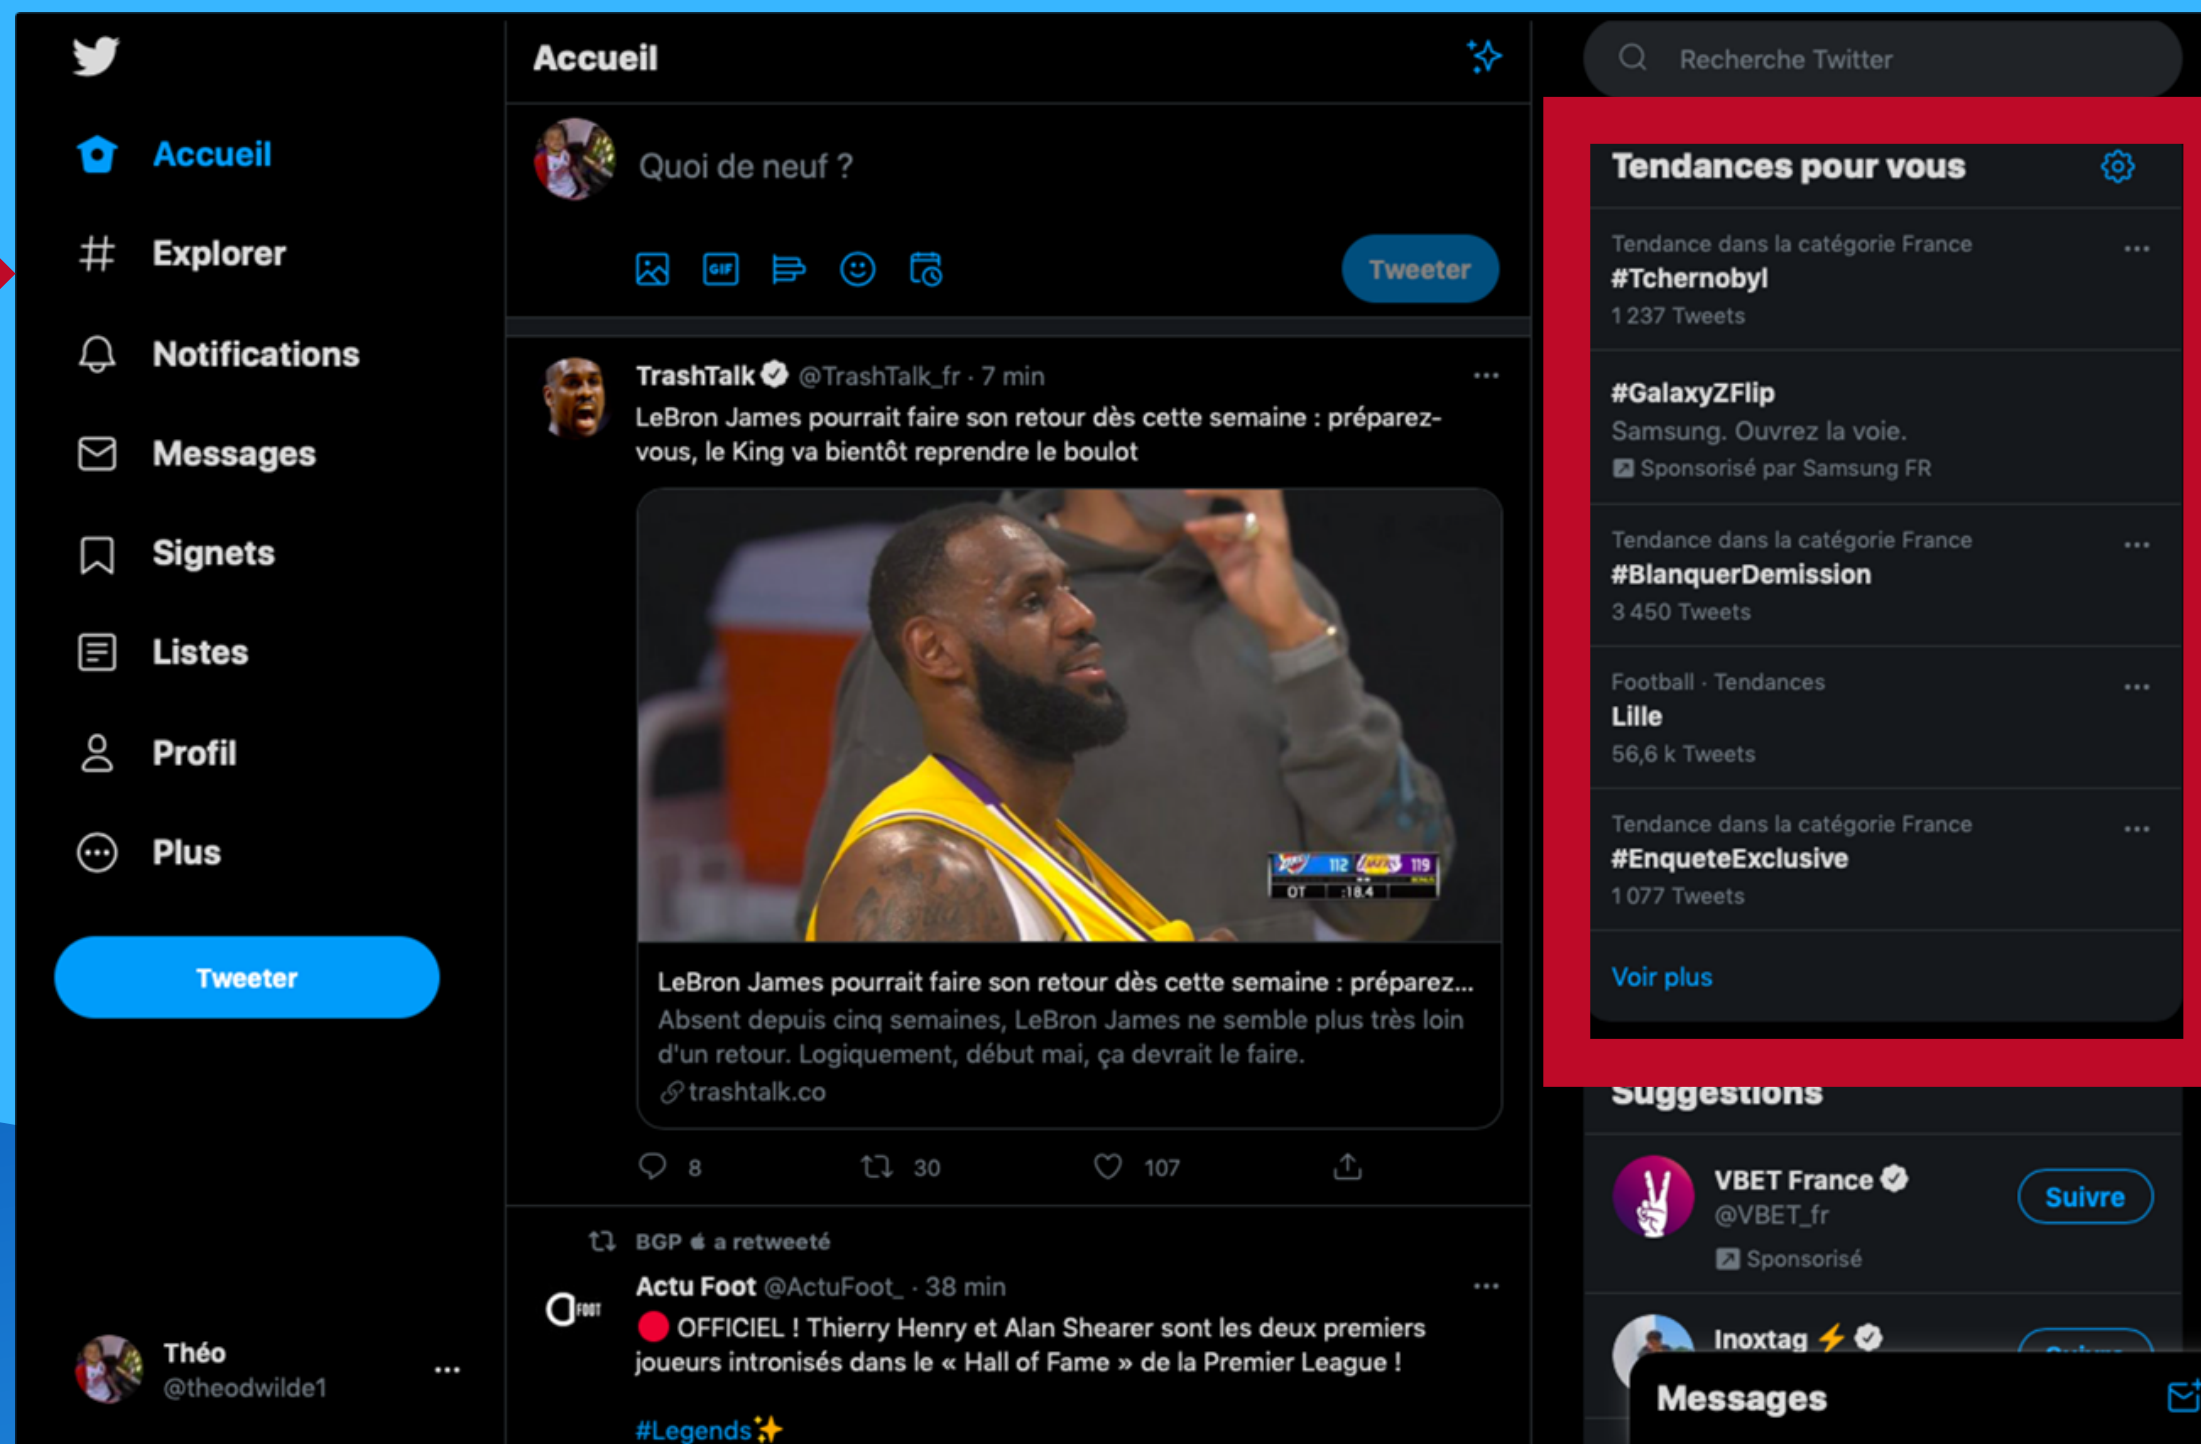 Accueil
Explorer
Notifications
Messages
Signets
Listes
Profil
Plus
Tweeter
Théo
@theodwilde1
Accueil
Quoi de neuf ?
GIF
Tweeter
TrashTalk @TrashTalk_fr · 7 min
LeBron James pourrait faire son retour dès cette semaine : préparez-
vous, le King va bientôt reprendre le boulot
112 119
OT :18.4
LeBron James pourrait faire son retour dès cette semaine : préparez...
Absent depuis cinq semaines, LeBron James ne semble plus très loin
d'un retour. Logiquement, début mai, ça devrait le faire.
trashtalk.co
8 30 107
BGP a retweeté
FOOT
Actu Foot @ActuFoot_ · 38 min
🔴 OFFICIEL ! Thierry Henry et Alan Shearer sont les deux premiers
joueurs intronisés dans le « Hall of Fame » de la Premier League !
#Legends✨
Recherche Twitter
Tendances pour vous
Tendance dans la catégorie France
#Tchernobyl
1 237 Tweets
#GalaxyZFlip
Samsung. Ouvrez la voie.
Sponsorisé par Samsung FR
Tendance dans la catégorie France
#BlanquerDemission
3 450 Tweets
Football · Tendances
Lille
56,6 k Tweets
Tendance dans la catégorie France
#EnqueteExclusive
1 077 Tweets
Voir plus
Suggestions
VBET France
@VBET_fr
Sponsorisé
Suivre
Inoxtag ⚡
Messages